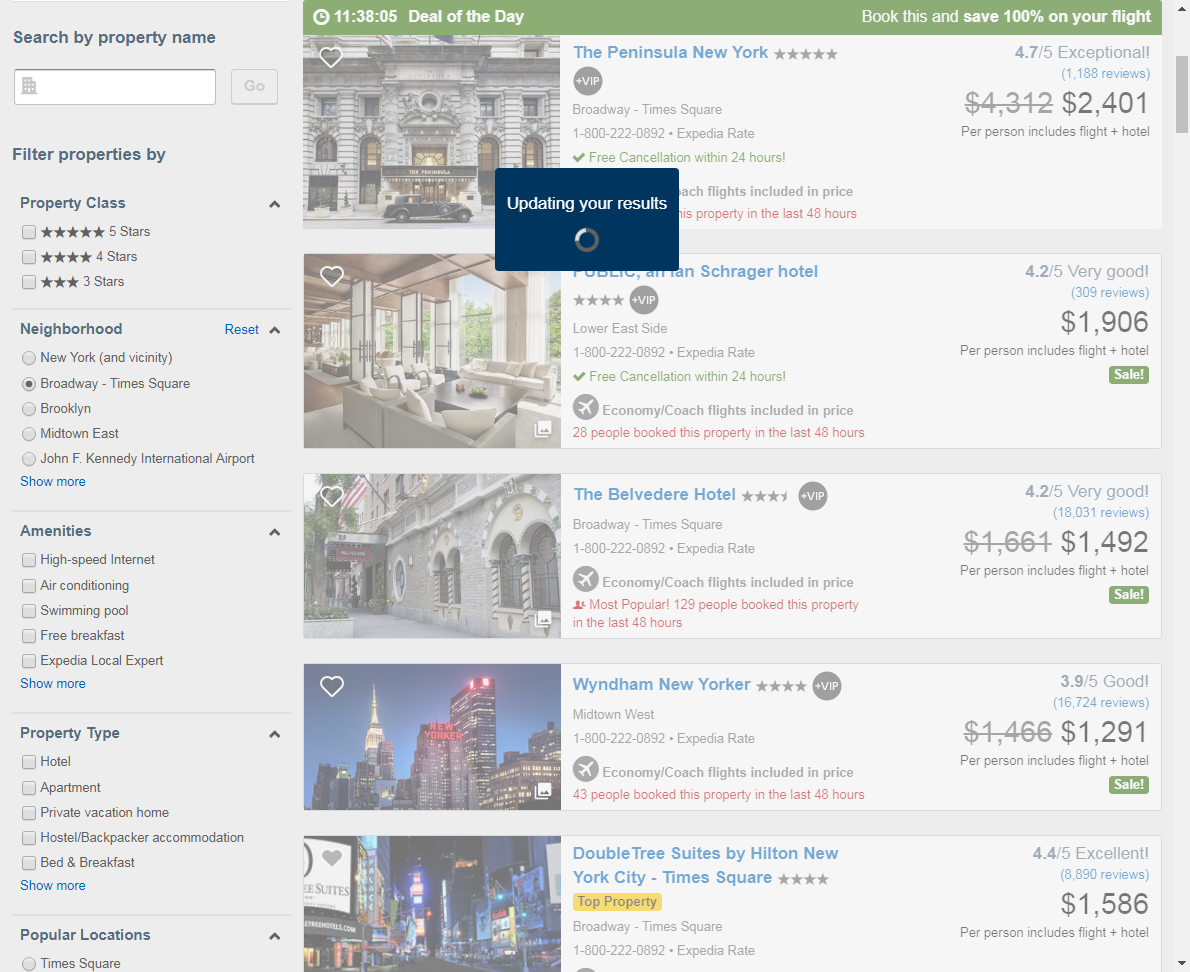 Search by property name
Go
Filter properties by
Property Class
5 Stars
4 Stars
3 Stars
Neighborhood
Reset
New York (and vicinity)
Broadway - Times Square
Brooklyn
Midtown East
John F. Kennedy International Airport
Show more
Amenities
High-speed Internet
Air conditioning
Swimming pool
Free breakfast
Expedia Local Expert
Show more
Property Type
Hotel
Apartment
Private vacation home
Hostel/Backpacker accommodation
Bed & Breakfast
Show more
Popular Locations
Times Square
11:38:05 Deal of the Day
Book this and save 100% on your flight
THE PENINSULA
The Peninsula New York
+VIP
Broadway - Times Square
1-800-222-0892 • Expedia Rate
Free Cancellation within 24 hours!
ach flights included in price
is property in the last 48 hours
4.7/5 Exceptional!
(1,188 reviews)
$4,312 $2,401
Per person includes flight + hotel
Updating your results
PUBLIC, an Ian Schrager hotel
+VIP
Lower East Side
1-800-222-0892 • Expedia Rate
Free Cancellation within 24 hours!
Economy/Coach flights included in price
28 people booked this property in the last 48 hours
4.2/5 Very good!
(309 reviews)
$1,906
Per person includes flight + hotel
Sale!
The Belvedere Hotel
+VIP
Broadway - Times Square
1-800-222-0892 • Expedia Rate
Economy/Coach flights included in price
Most Popular! 129 people booked this property
in the last 48 hours
4.2/5 Very good!
(18,031 reviews)
$1,661 $1,492
Per person includes flight + hotel
Sale!
NEW
YORKER
Wyndham New Yorker
+VIP
Midtown West
1-800-222-0892 • Expedia Rate
Economy/Coach flights included in price
43 people booked this property in the last 48 hours
3.9/5 Good!
(16,724 reviews)
$1,466 $1,291
Per person includes flight + hotel
Sale!
E SUITES
TREEHOTELS.COM
DoubleTree Suites by Hilton New
York City - Times Square
Top Property
Broadway - Times Square
1-800-222-0892 • Expedia Rate
4.4/5 Excellent!
(8,890 reviews)
$1,586
Per person includes flight + hotel